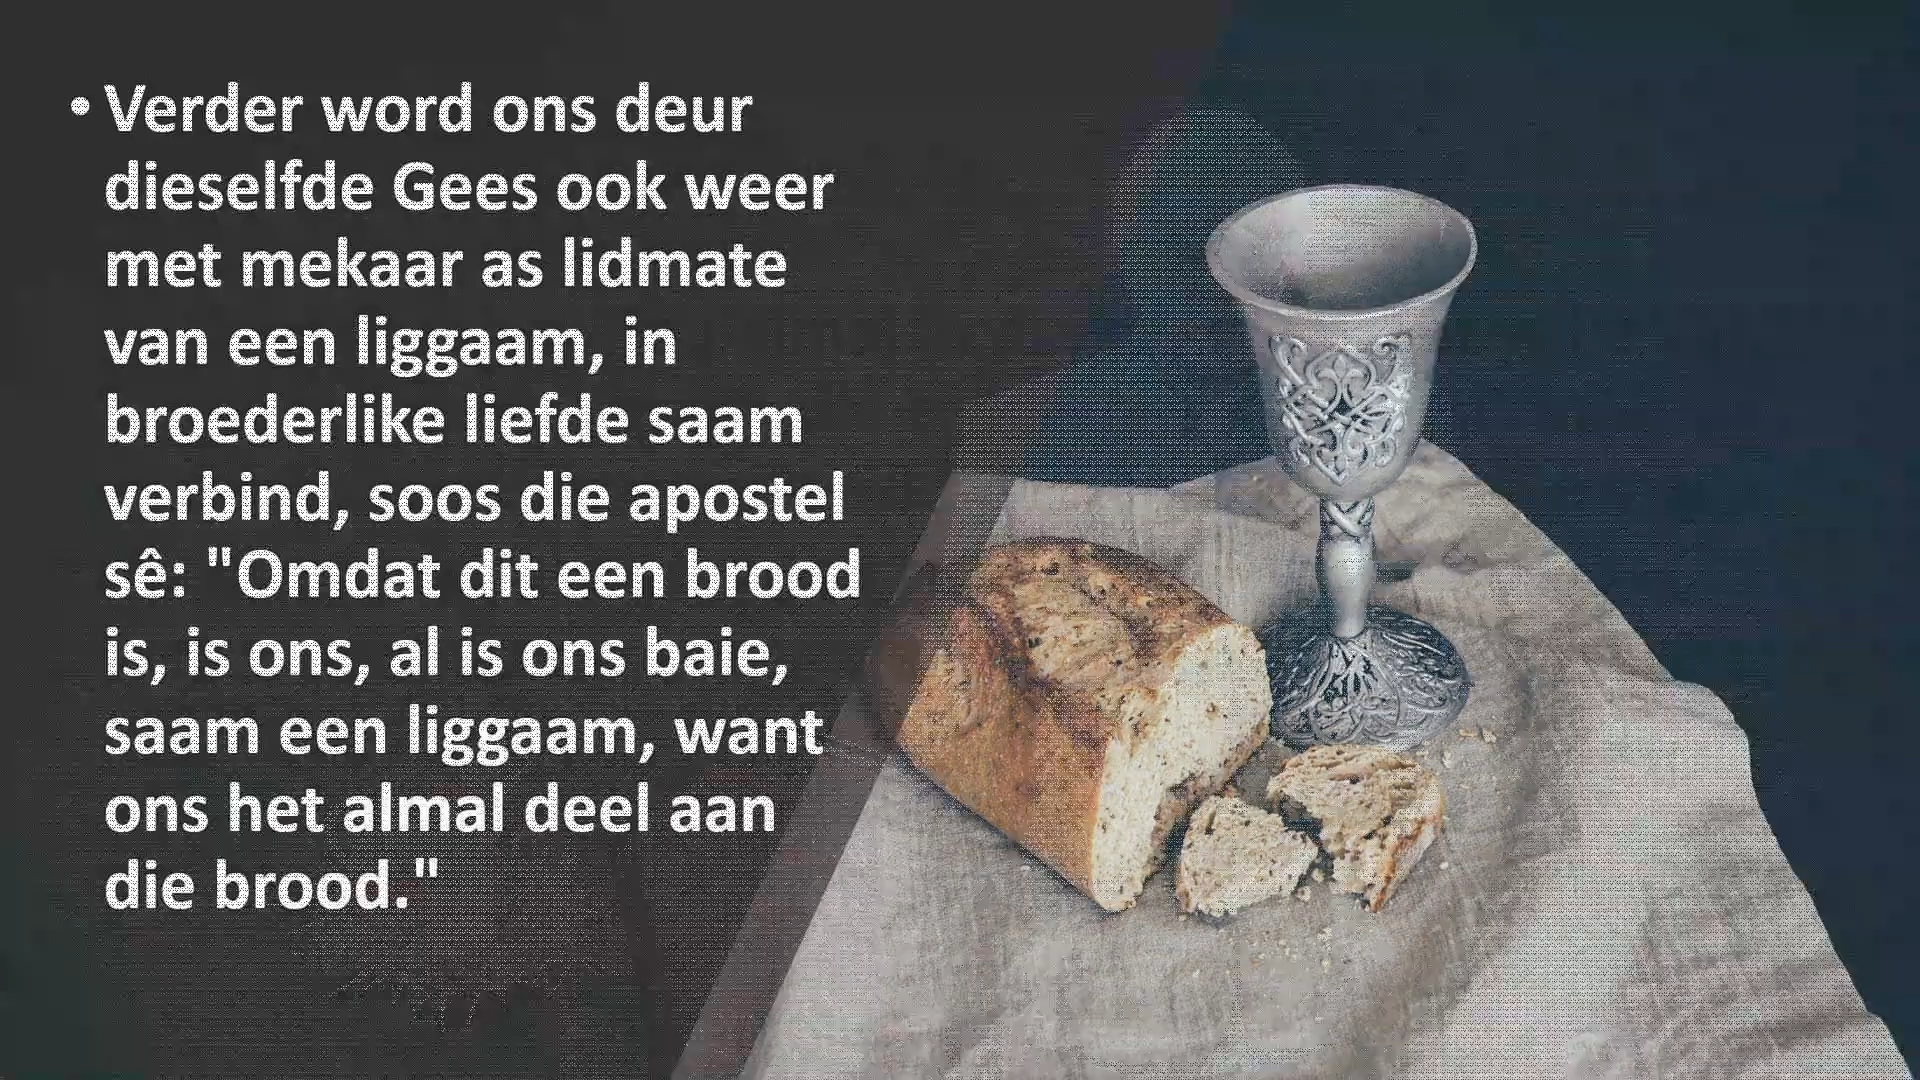 • Verder word ons deur
dieselfde Gees ook weer
met mekaar as lidmate
van een liggaam, in
broederlike liefde saam
verbind, soos die apostel
sê: "Omdat dit een brood
is, is ons, al is ons baie,
saam een liggaam, want
ons het almal deel aan
die brood."